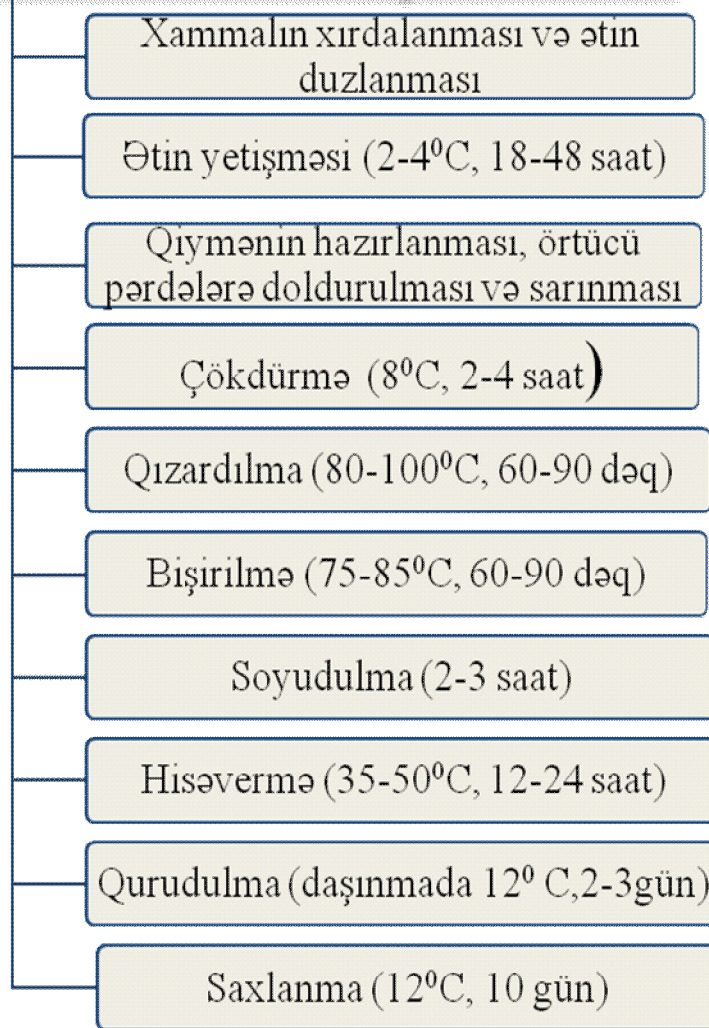 Xammalın xırdalanması və ətin
duzlanması
Ətin yetişməsi (2-4⁰C, 18-48 saat)
Qiymənin hazırlanması, örtücü
pərdələrə doldurulması və sarınması
Çökdürmə (8⁰C, 2-4 saat)
Qızardılma (80-100⁰C, 60-90 dəq)
Bişirilmə (75-85⁰C, 60-90 dəq)
Soyudulma (2-3 saat)
Hisəvermə (35-50⁰C, 12-24 saat)
Qurudulma (daşınmada 12⁰ C,2-3gün)
Saxlanma (12⁰C, 10 gün)